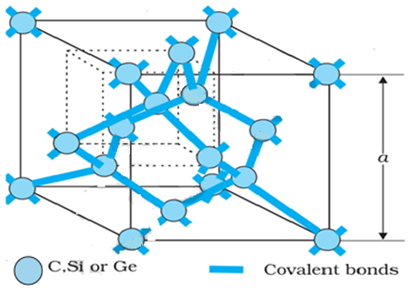 a
C,Si or Ge
Covalent bonds